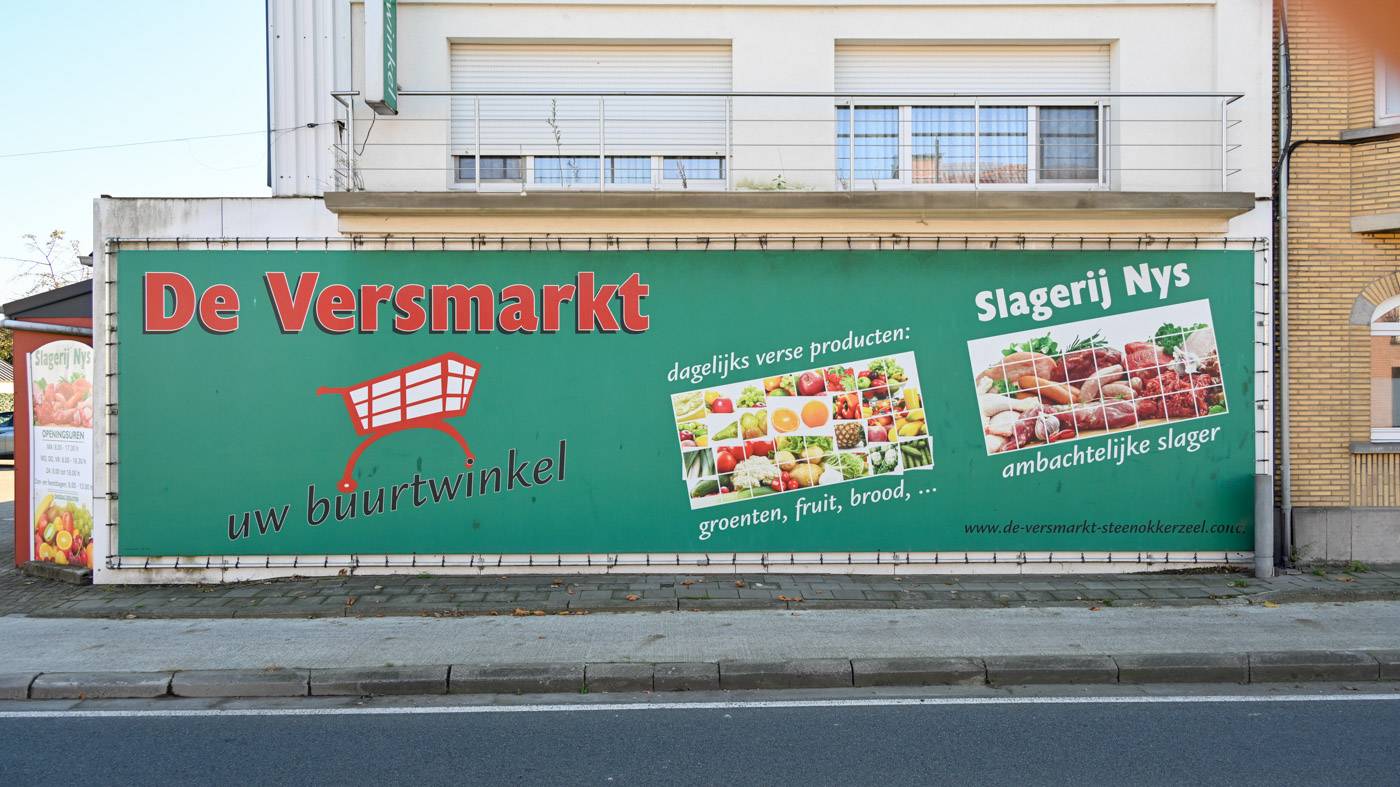 winkel
De Versmarkt
uw buurtwinkel
dagelijks verse producten:
groenten, fruit, brood, ...
Slagerij Nys
ambachtelijke slager
www.de-versmarkt-steenokkerzeel.com
Slagerij Nys
OPENINGSUREN